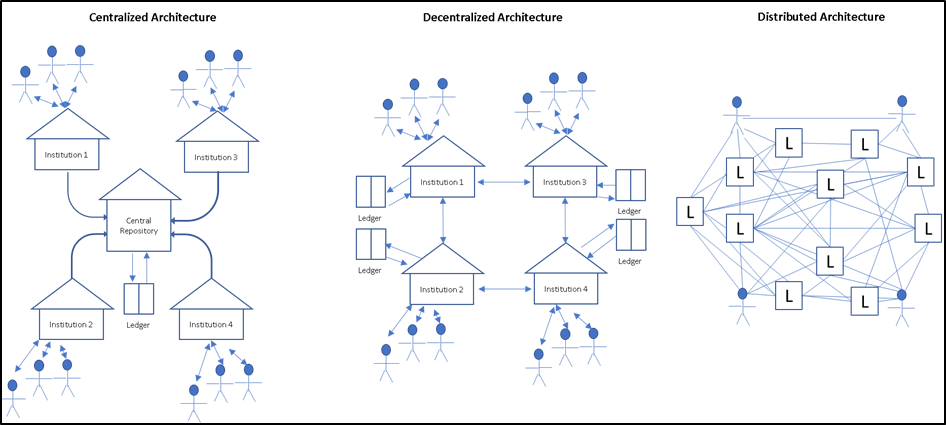 Centralized Architecture
Institution 1
Institution 3
Central
Repository
Institution 2
Ledger
Institution 4
Decentralized Architecture
Institution 1
Institution 3
Ledger
Ledger
Ledger
Ledger
Institution 2
Institution 4
Distributed Architecture
L
L
L
L
L
L
L
L
L
L
L